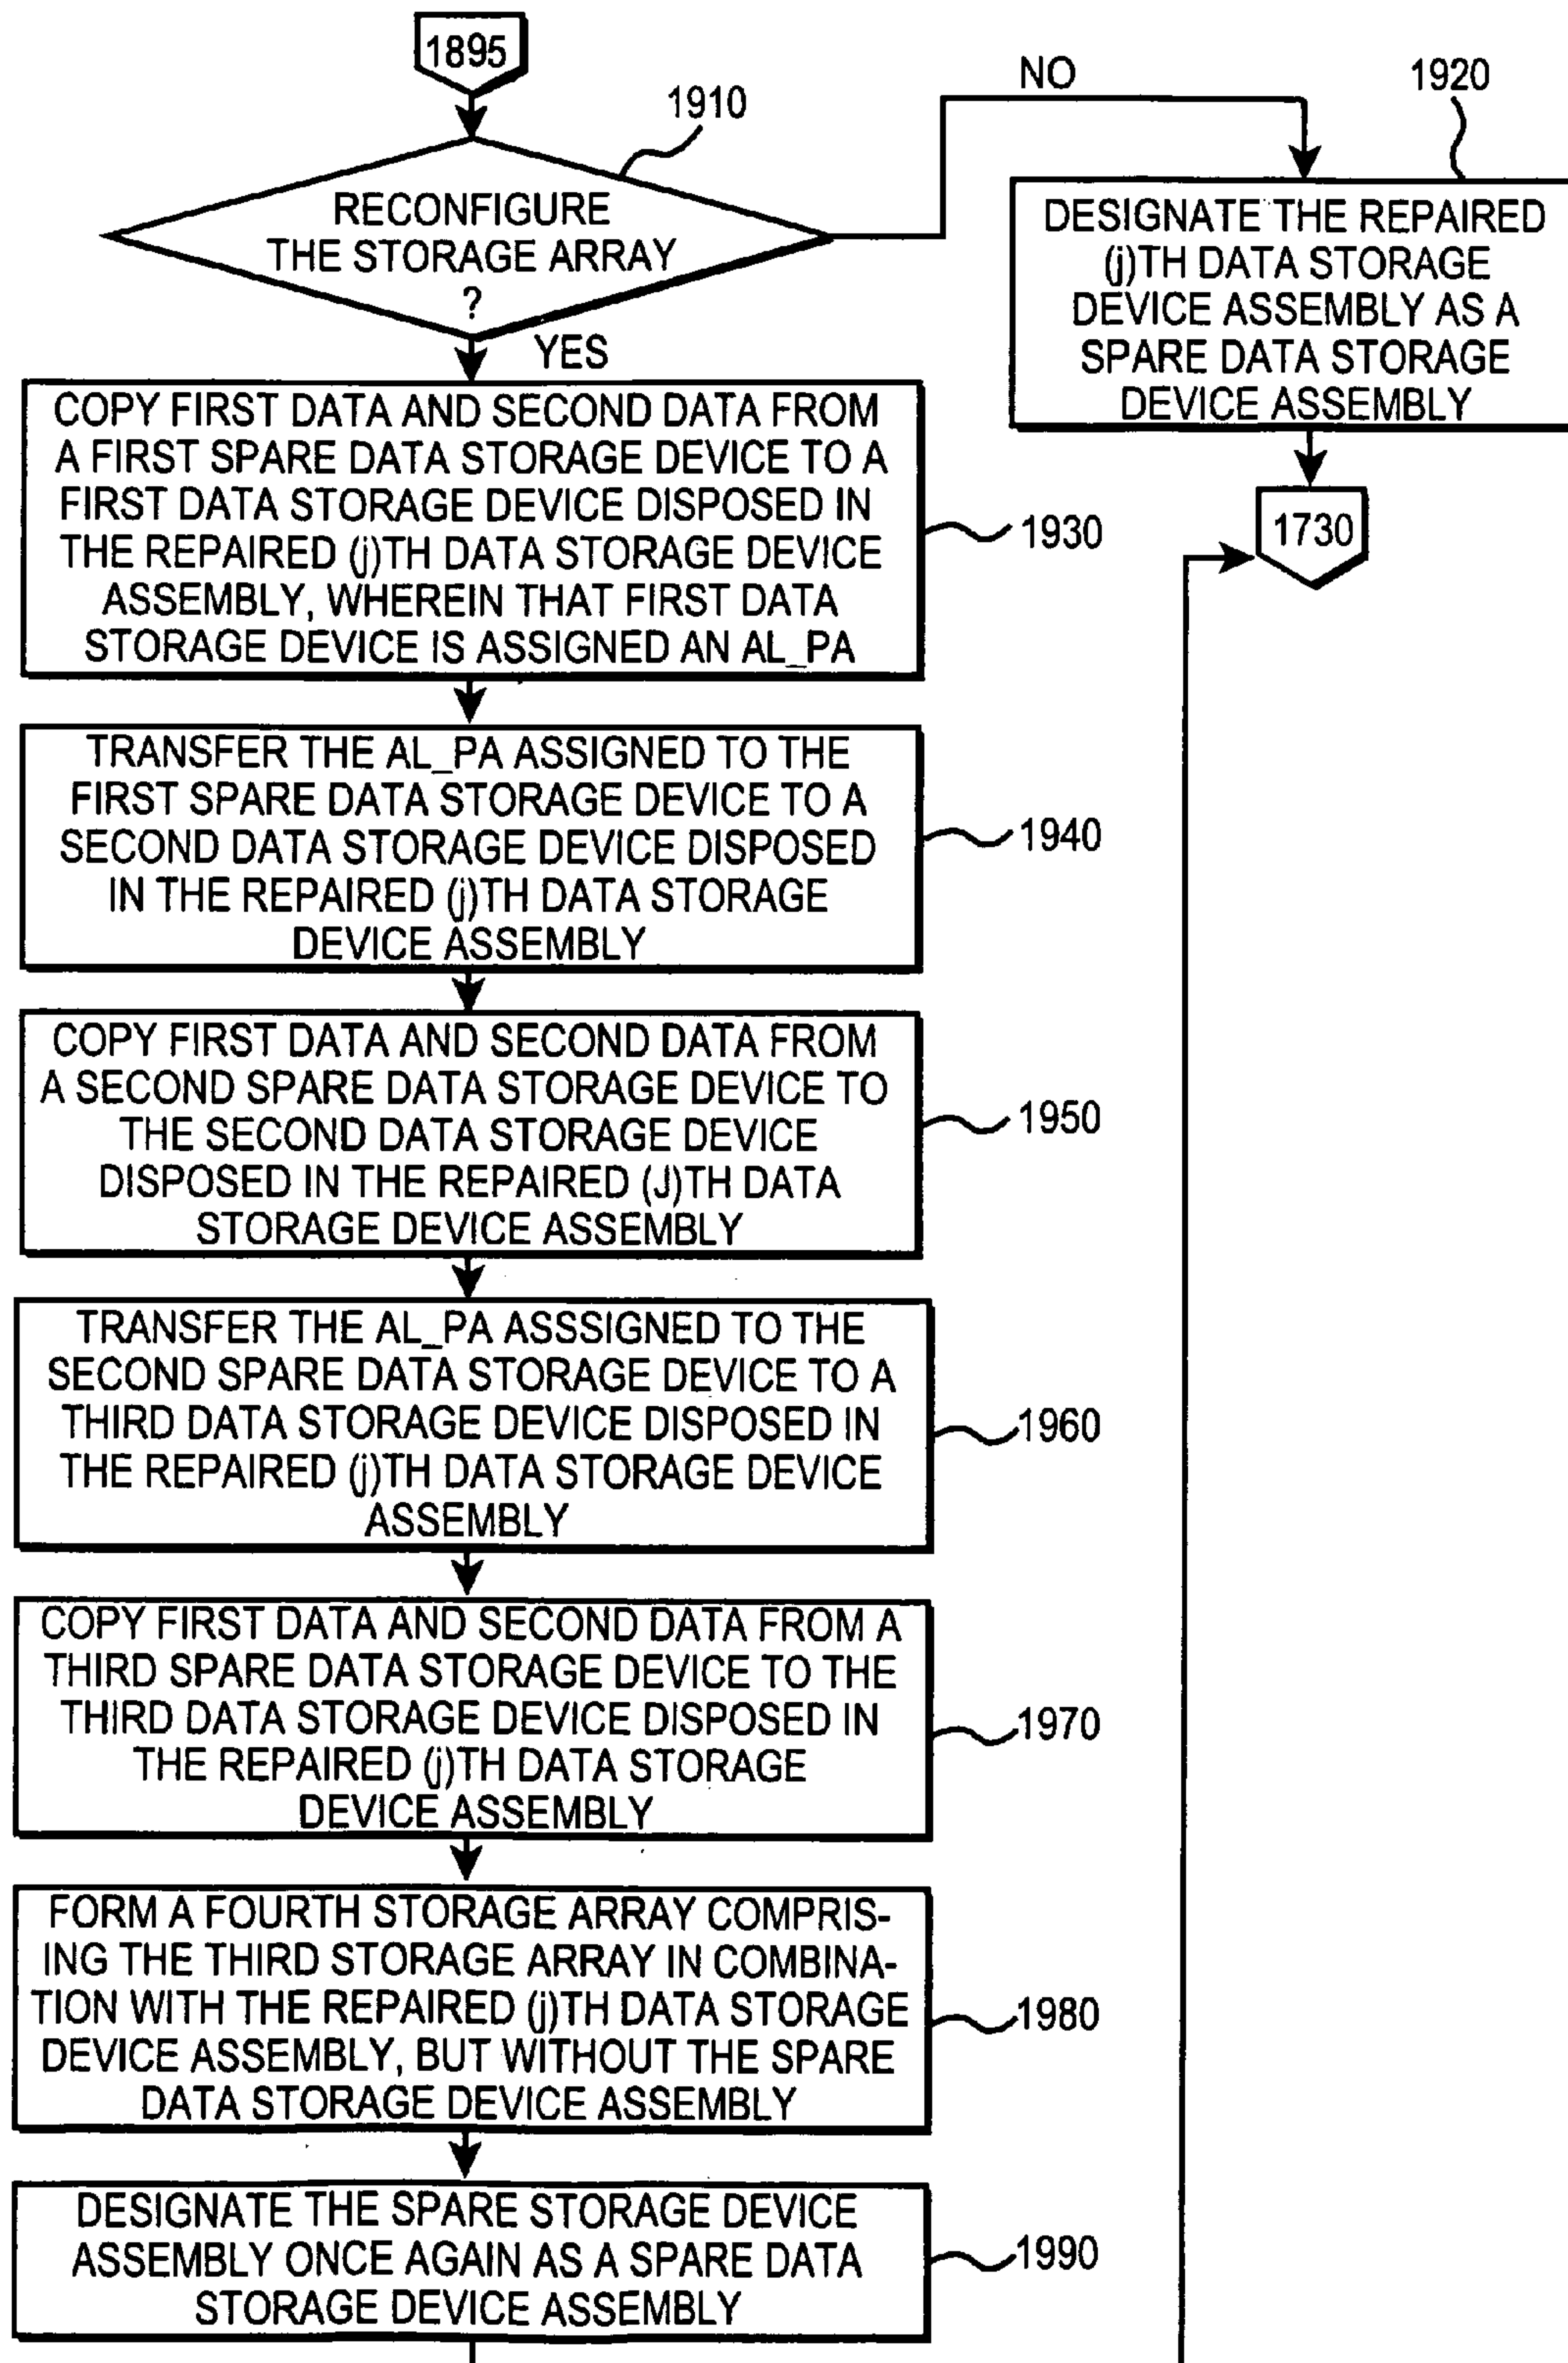 1895
1910
RECONFIGURE
THE STORAGE ARRAY
?
NO
1920
DESIGNATE THE REPAIRED
(j)TH DATA STORAGE
DEVICE ASSEMBLY AS A
SPARE DATA STORAGE
DEVICE ASSEMBLY
1730
YES
COPY FIRST DATA AND SECOND DATA FROM
A FIRST SPARE DATA STORAGE DEVICE TO A
FIRST DATA STORAGE DEVICE DISPOSED IN
THE REPAIRED (j)TH DATA STORAGE DEVICE
ASSEMBLY, WHEREIN THAT FIRST DATA
STORAGE DEVICE IS ASSIGNED AN AL_PA
1930
TRANSFER THE AL_PA ASSIGNED TO THE
FIRST SPARE DATA STORAGE DEVICE TO A
SECOND DATA STORAGE DEVICE DISPOSED
IN THE REPAIRED (j)TH DATA STORAGE
DEVICE ASSEMBLY
1940
COPY FIRST DATA AND SECOND DATA FROM
A SECOND SPARE DATA STORAGE DEVICE TO
THE SECOND DATA STORAGE DEVICE
DISPOSED IN THE REPAIRED (J)TH DATA
STORAGE DEVICE ASSEMBLY
1950
TRANSFER THE AL_PA ASSSIGNED TO THE
SECOND SPARE DATA STORAGE DEVICE TO A
THIRD DATA STORAGE DEVICE DISPOSED IN
THE REPAIRED (j)TH DATA STORAGE DEVICE
ASSEMBLY
1960
COPY FIRST DATA AND SECOND DATA FROM A
THIRD SPARE DATA STORAGE DEVICE TO THE
THIRD DATA STORAGE DEVICE DISPOSED IN
THE REPAIRED (j)TH DATA STORAGE
DEVICE ASSEMBLY
1970
FORM A FOURTH STORAGE ARRAY COMPRIS-
ING THE THIRD STORAGE ARRAY IN COMBINA-
TION WITH THE REPAIRED (j)TH DATA STORAGE
DEVICE ASSEMBLY, BUT WITHOUT THE SPARE
DATA STORAGE DEVICE ASSEMBLY
1980
DESIGNATE THE SPARE STORAGE DEVICE
ASSEMBLY ONCE AGAIN AS A SPARE DATA
STORAGE DEVICE ASSEMBLY
1990